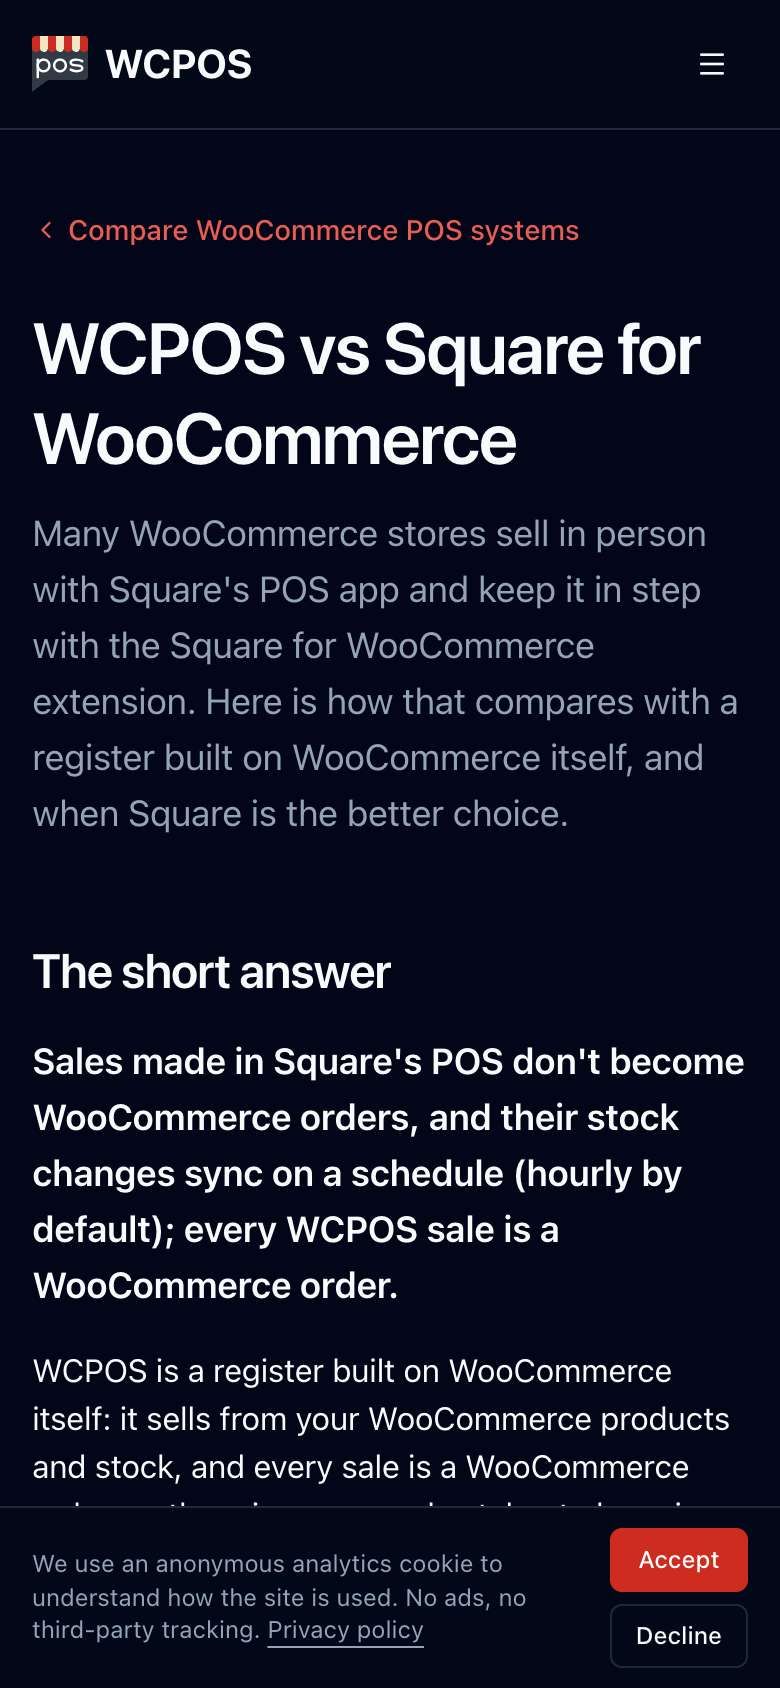 pos WCPOS
Compare WooCommerce POS systems
WCPOS vs Square for
WooCommerce
Many WooCommerce stores sell in person
with Square's POS app and keep it in step
with the Square for WooCommerce
extension. Here is how that compares with a
register built on WooCommerce itself, and
when Square is the better choice.
The short answer
Sales made in Square's POS don't become
WooCommerce orders, and their stock
changes sync on a schedule (hourly by
default); every WCPOS sale is a
WooCommerce order.
WCPOS is a register built on WooCommerce
itself: it sells from your WooCommerce products
and stock, and every sale is a WooCommerce
We use an anonymous analytics cookie to
understand how the site is used. No ads, no
third-party tracking. Privacy policy
Accept
Decline